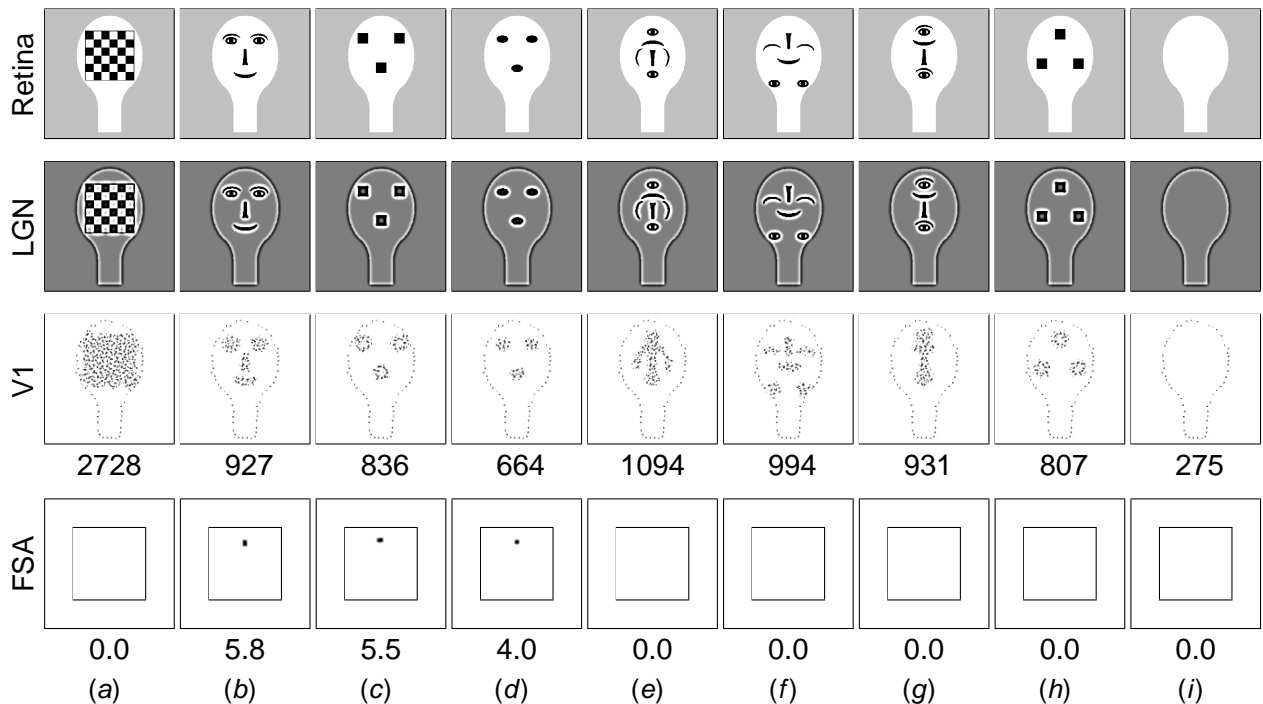 Retina
LGN
V1
2728 927 836 664 1094 994 931 807 275
FSA
0.0 5.8 5.5 4.0 0.0 0.0 0.0 0.0 0.0
(a) (b) (c) (d) (e) (f) (g) (h) (i)